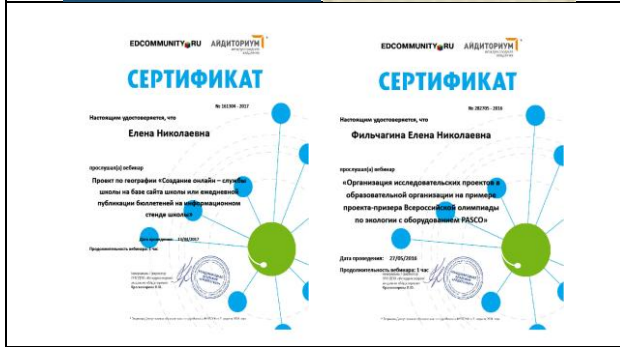 EDCOMMUNITY.RU АЙДИТОРИУМ
СЕРТИФИКАТ
№ 161304 - 2017
Настоящим удостоверяется, что
Елена Николаевна
прослушал(а) вебинар
Проект по географии «Создание онлайн – службы
школы на базе сайта школы или ежедневной
публикации бюллетеней на информационном
стенде школы»
Дата проведения:
Продолжительность вебинара: 1 час
EDCOMMUNITY.RU АЙДИТОРИУМ
СЕРТИФИКАТ
№ 202705 - 2016
Настоящим удостоверяется, что
Фильчагина Елена Николаевна
прослушал(а) вебинар
«Организация исследовательских проектов в
образовательной организации на примере
проекта-призера Всероссийской олимпиады
по экологии с оборудованием PASCO»
Дата проведения: 27/05/2016
Продолжительность вебинара: 1 час